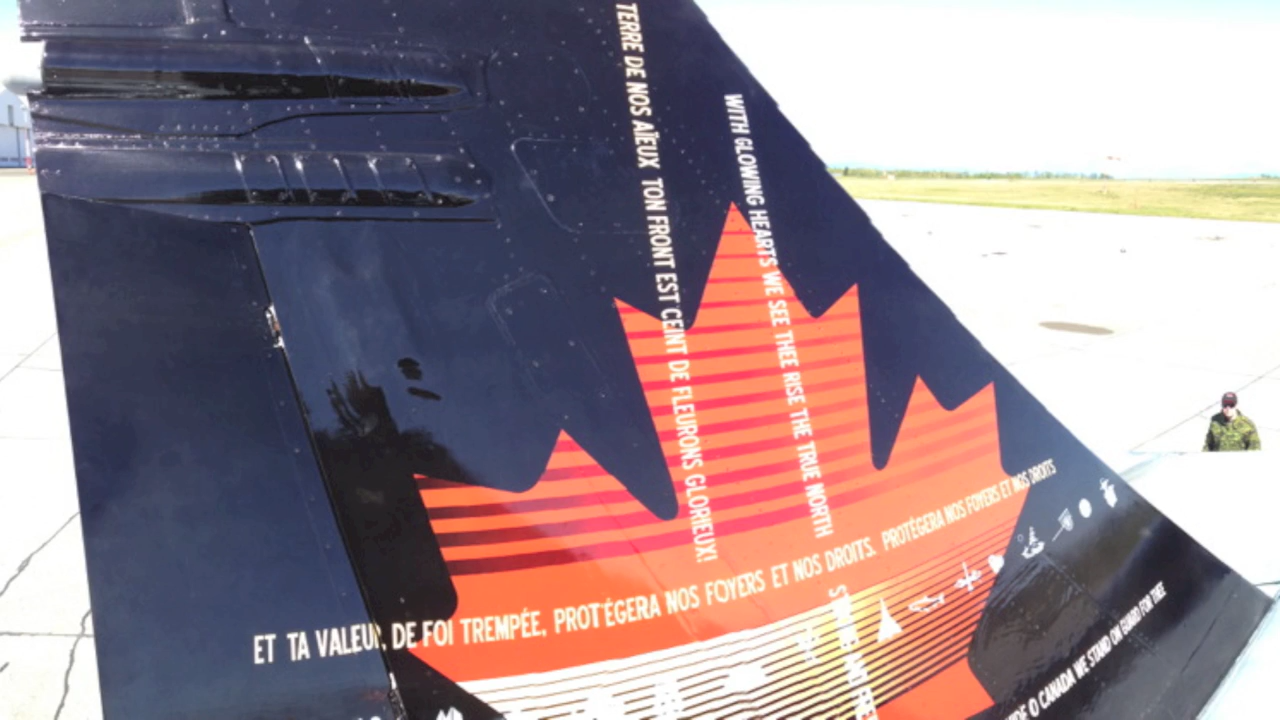 TERRE DE NOS AÏEUX TON FRONT EST CEINT DE FLEURONS GLORIEUX!
WITH GLOWING HEARTS WE SEE THEE RISE THE TRUE NORTH
ET TA VALEUR, DE FOI TREMPÉE, PROTÉGERA NOS FOYERS ET NOS DROITS. PROTÉGERA NOS FOYERS ET NOS DROITS
O CANADA WE STAND ON GUARD FOR THEE